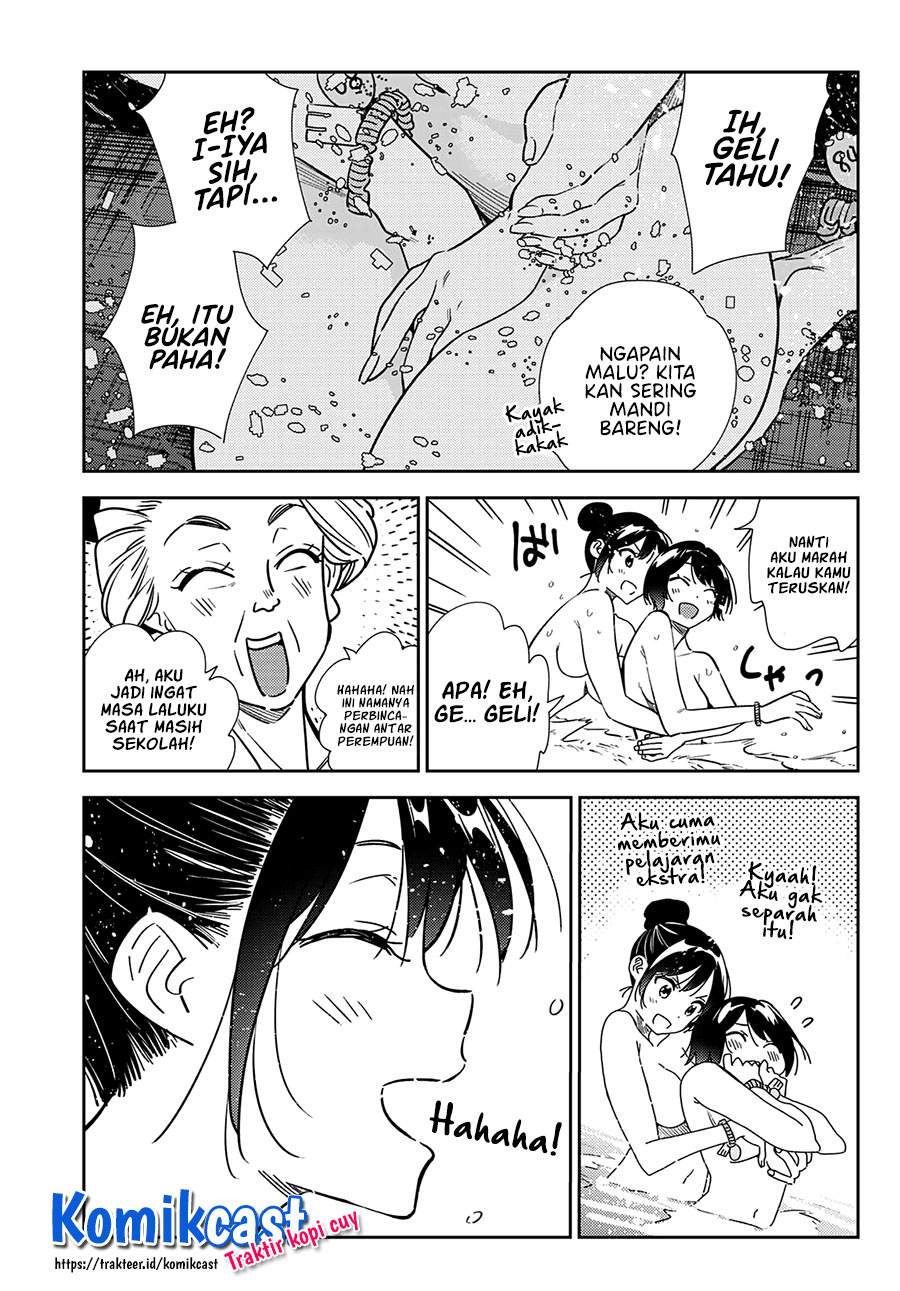 IH,
GELI
TAHU!
EH?
I-IYA
SIH,
TAPI...
84
NGAPAIN
MALU? KITA
KAN SERING
MANDI
BARENG!
Kayak
adik-
kakak
EH, ITU
BUKAN
PAHA!
NANTI
AKU MARAH
KALAU KAMU
TERUSKAN!
APA! EH,
GE... GELI!
HAHAHA! NAH
INI NAMANYA
PERBINCA-
NGAN ANTAR
PEREMPUAN!
AH, AKU
JADI INGAT
MASA LALUKU
SAAT MASIH
SEKOLAH!
Aku cuma
memberimu
pelajaran
ekstra!
Kyaah!
Aku gak
separah
itu!
Hahaha!
Komikcast
Traktir kopi cuy
https://trakteer.id/komikcast